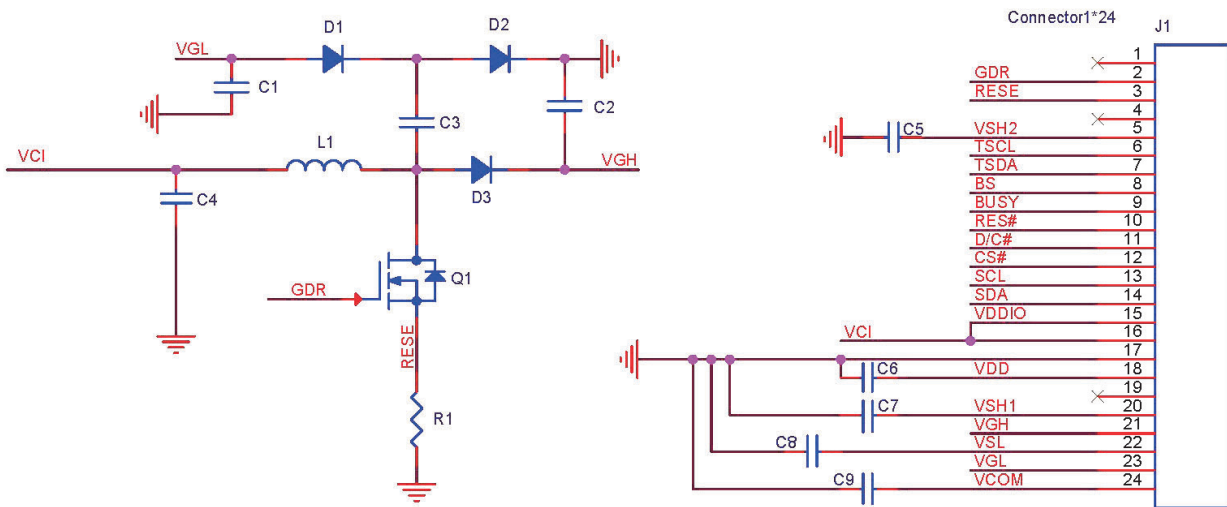 Connector1*24
J1
D1
D2
VGL
C1
C2
C3
VCI
L1
VGH
D3
C4
Q1
GDR
RESE
R1
1
GDR 2
RESE 3
4
C5 VSH2 5
TSCL 6
TSDA 7
BS 8
BUSY 9
RES# 10
D/C# 11
CS# 12
SCL 13
SDA 14
VDDIO 15
VCI 16
17
C6 VDD 18
19
C7 VSH1 20
VGH 21
C8 VSL 22
VGL 23
C9 VCOM 24